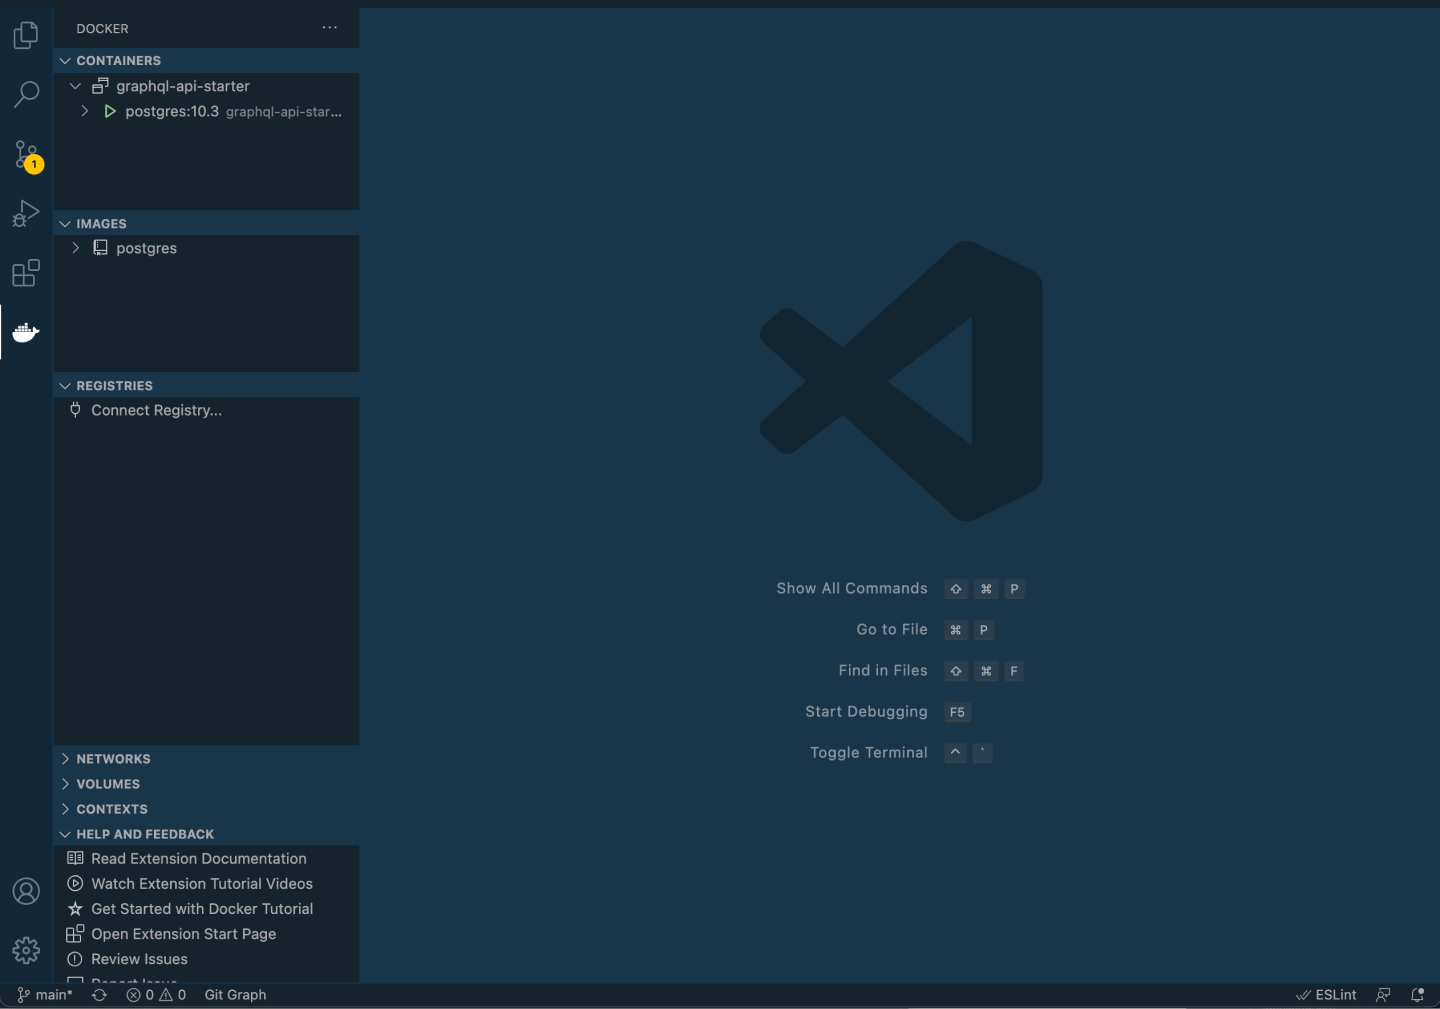 DOCKER
CONTAINERS
graphql-api-starter
postgres:10.3 graphql-api-star...
1
IMAGES
postgres
REGISTRIES
Connect Registry...
Show All Commands ⇧ ⌘ P
Go to File ⌘ P
Find in Files ⇧ ⌘ F
Start Debugging F5
Toggle Terminal ^ `
NETWORKS
VOLUMES
CONTEXTS
HELP AND FEEDBACK
Read Extension Documentation
Watch Extension Tutorial Videos
Get Started with Docker Tutorial
Open Extension Start Page
Review Issues
Report Issue
main* 0 0 Git Graph ESLint